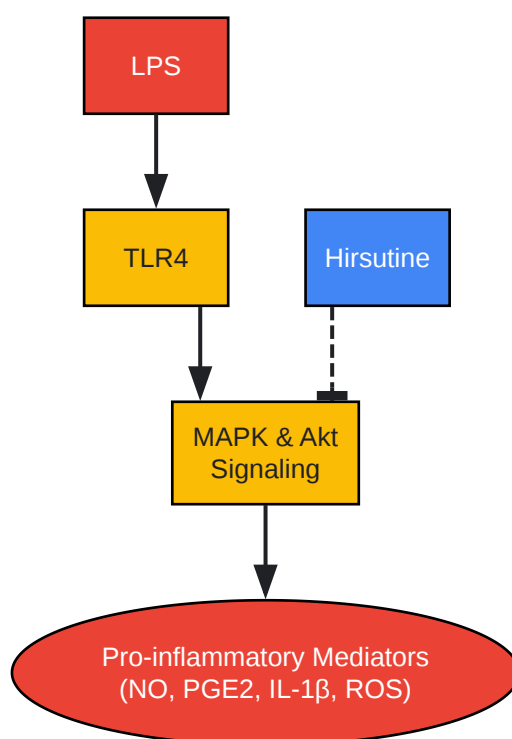 LPS
TLR4
Hirsutine
MAPK & Akt
Signaling
Pro-inflammatory Mediators
(NO, PGE2, IL-1β, ROS)